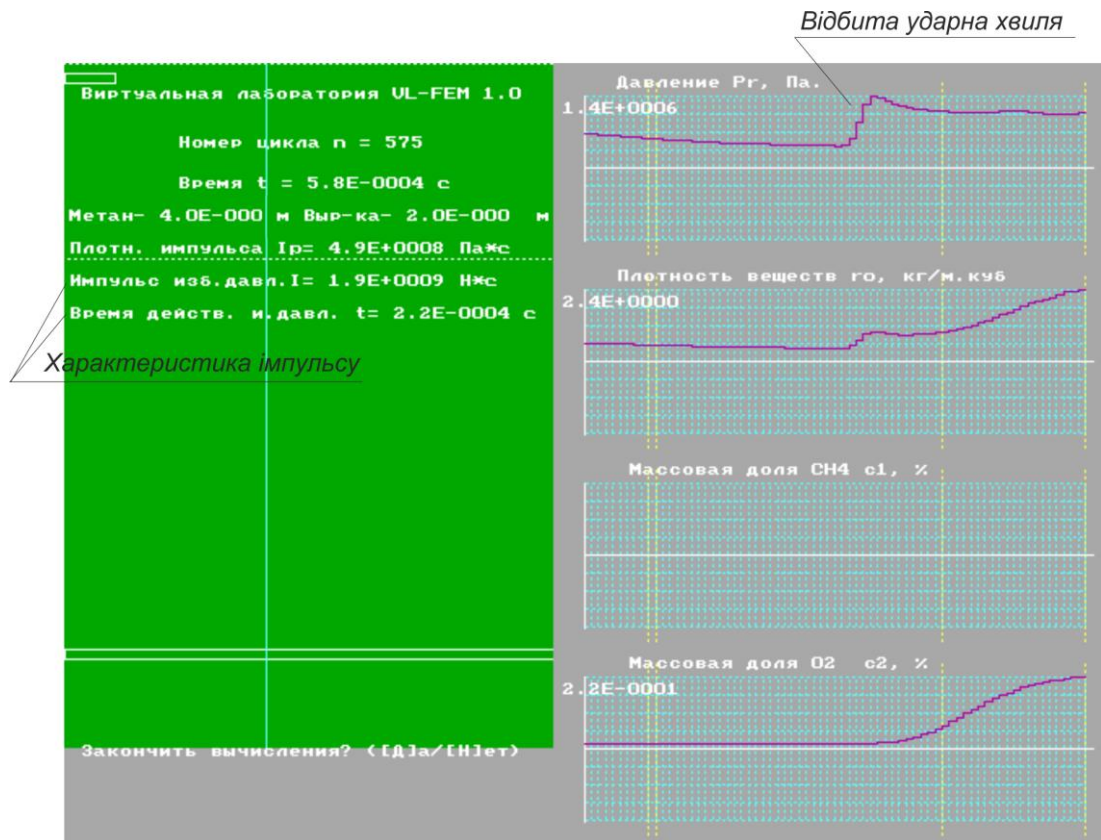 Відбита ударна хвиля
Виртуальная лаборатория VL-FEM 1.0
Номер цикла n = 575
Время t = 5.8E-0004 с
Метан- 4.0E-000 м Выр-ка- 2.0E-000 м
Плотн. импульса Iр= 4.9E+0008 Па*с
Импульс изб.давл.I= 1.9E+0009 Н*с
Время действ. и.давл. t= 2.2E-0004 с
Характеристика імпульсу
Закончить вычисления? ([Д]а/[Н]ет)
Давление Pr, Па.
1.4E+0006
Плотность веществ ro, кг/м.куб
2.4E+0000
Массовая доля CH4 c1, %
Массовая доля O2 c2, %
2.2E-0001